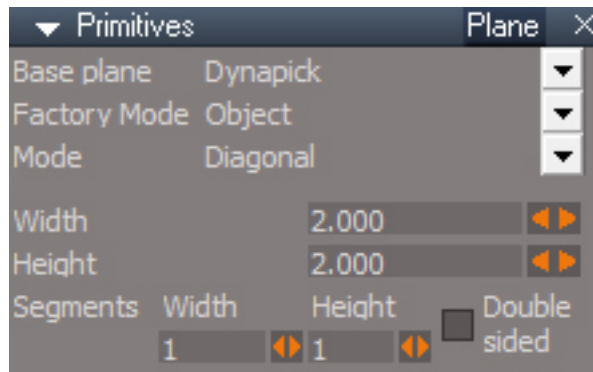 Primitives Plane
Base plane Dynapick
Factory Mode Object
Mode Diagonal
Width 2.000
Height 2.000
Segments Width Height Double
1 1 sided